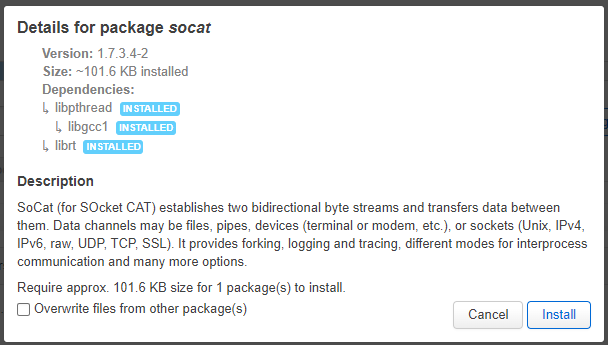 Details for package socat
Version: 1.7.3.4-2
Size: ~101.6 KB installed
Dependencies:
↳ libpthread INSTALLED
↳ libgcc1 INSTALLED
↳ librt INSTALLED
Description
SoCat (for SOcket CAT) establishes two bidirectional byte streams and transfers data between
them. Data channels may be files, pipes, devices (terminal or modem, etc.), or sockets (Unix, IPv4,
IPv6, raw, UDP, TCP, SSL). It provides forking, logging and tracing, different modes for interprocess
communication and many more options.
Require approx. 101.6 KB size for 1 package(s) to install.
Overwrite files from other package(s)
Cancel Install